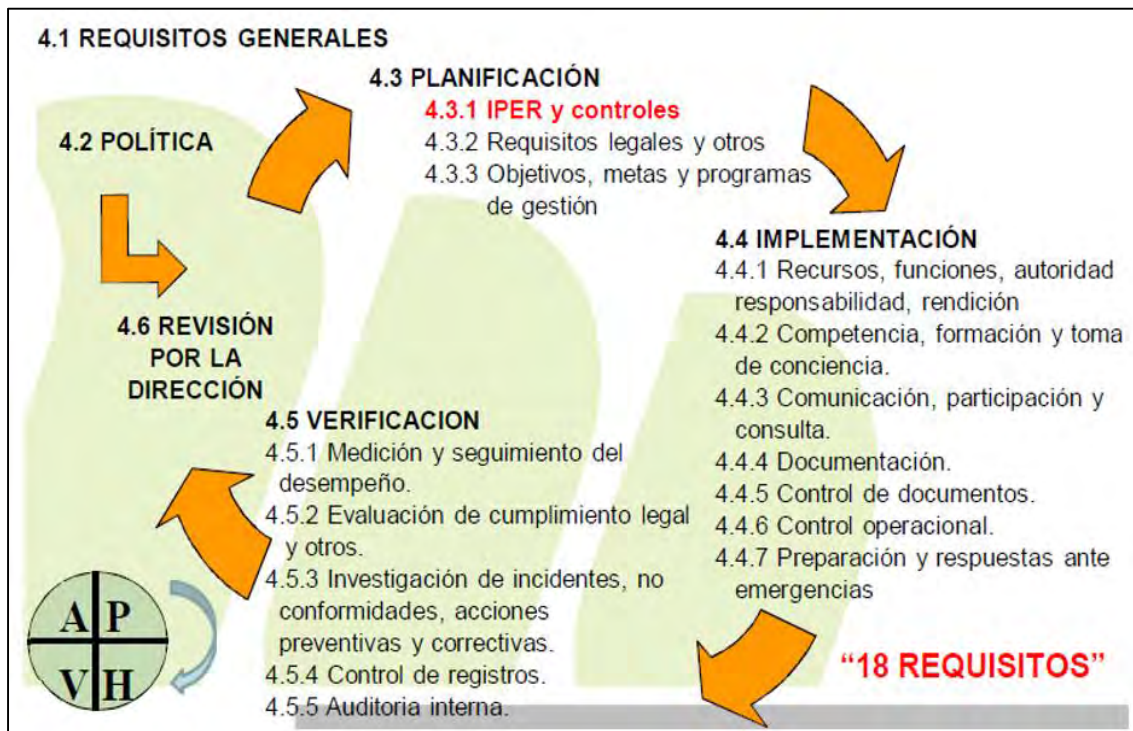 4.1 REQUISITOS GENERALES
4.3 PLANIFICACIÓN
4.3.1 IPER y controles
4.3.2 Requisitos legales y otros
4.3.3 Objetivos, metas y programas
de gestión
4.2 POLÍTICA
4.4 IMPLEMENTACIÓN
4.4.1 Recursos, funciones, autoridad
responsabilidad, rendición
4.4.2 Competencia, formación y toma
de conciencia.
4.4.3 Comunicación, participación y
consulta.
4.4.4 Documentación.
4.4.5 Control de documentos.
4.4.6 Control operacional.
4.4.7 Preparación y respuestas ante
emergencias
4.6 REVISIÓN
POR LA
DIRECCIÓN
4.5 VERIFICACION
4.5.1 Medición y seguimiento del
desempeño.
4.5.2 Evaluación de cumplimiento legal
y otros.
4.5.3 Investigación de incidentes, no
conformidades, acciones
preventivas y correctivas.
4.5.4 Control de registros.
4.5.5 Auditoria interna.
A P
V H
“18 REQUISITOS”